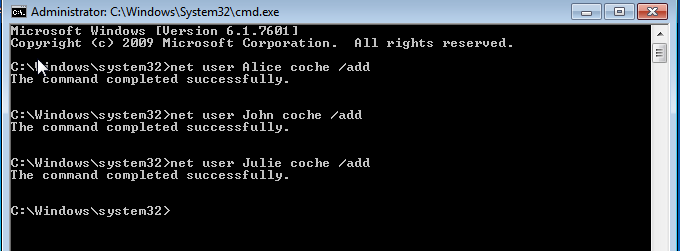 Administrator: C:\Windows\System32\cmd.exe
Microsoft Windows [Version 6.1.7601]
Copyright (c) 2009 Microsoft Corporation.  All rights reserved.
C:\Windows\system32>net user Alice coche /add
The command completed successfully.
C:\Windows\system32>net user John coche /add
The command completed successfully.
C:\Windows\system32>net user Julie coche /add
The command completed successfully.
C:\Windows\system32>